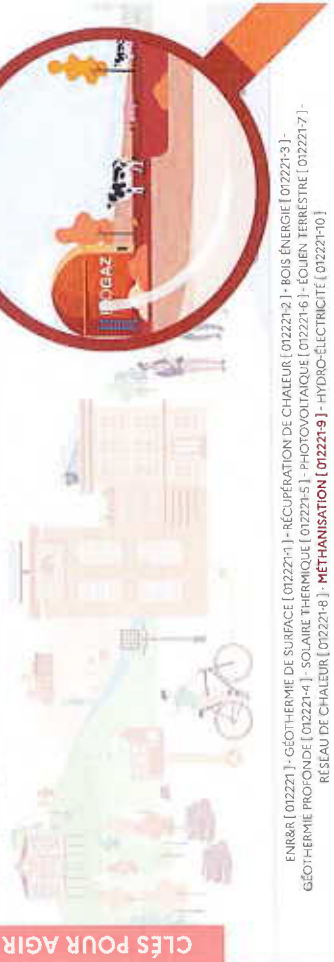 CLÉS POUR AGIR
BIOGAZ
ENR&R [ 012221 ] - GÉOTHERMIE DE SURFACE [ 012221-1 ] - RÉCUPÉRATION DE CHALEUR [ 012221-2 ] - BOIS ÉNERGIE [ 012221-3 ] -
GÉOTHERMIE PROFONDE [ 012221-4 ] - SOLAIRE THERMIQUE [ 012221-5 ] - PHOTOVOLTAIQUE [ 012221-6 ] - ÉOLIEN TERRESTRE [ 012221-7 ] -
RÉSEAU DE CHALEUR [ 012221-8 ] - MÉTHANISATION [ 012221-9 ] - HYDRO-ÉLECTRICITÉ [ 012221-10 ]